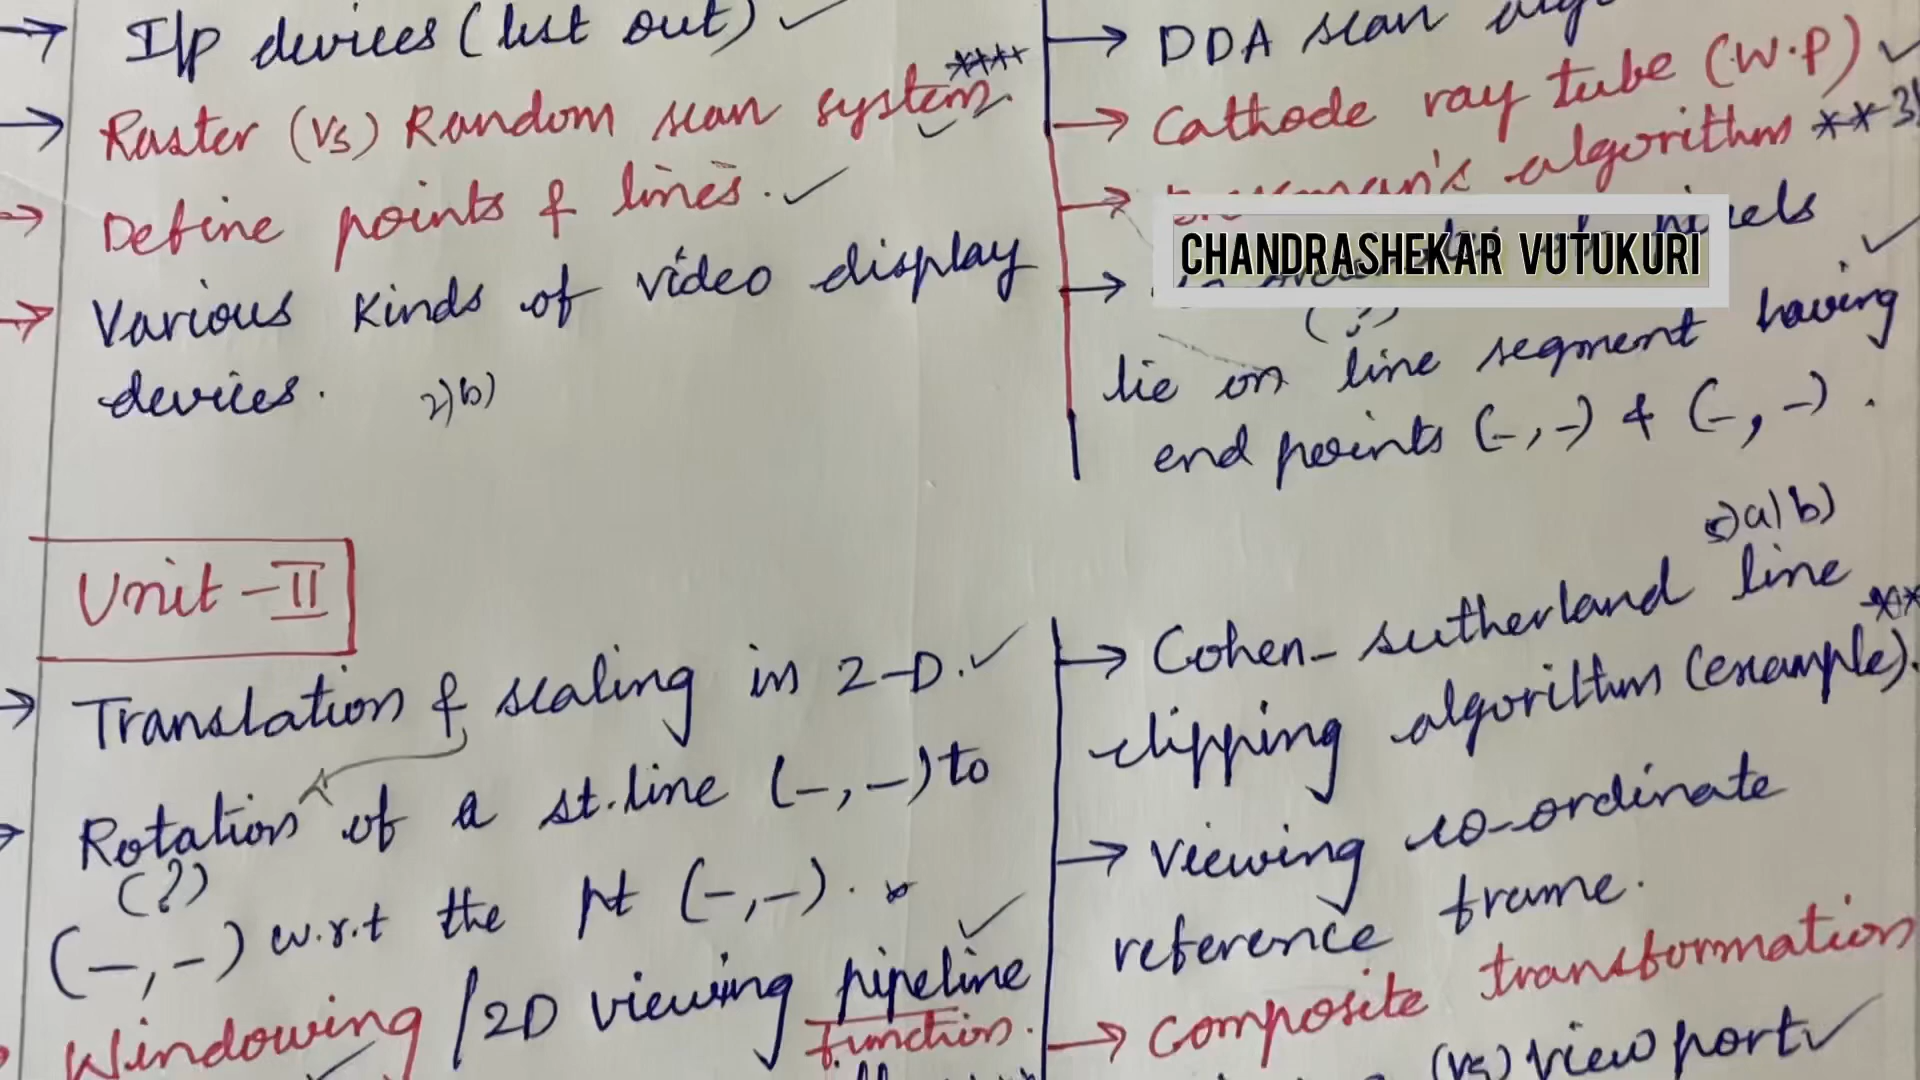 → I/p devices (list out) ✓
→ Raster (Vs) Random scan system. ****
→ Define points & lines. ✓
→ Various kinds of video display
devices. 2)b)
→ DDA scan
→ Cathode ray tube (W.P) ✓
→ algorithm **
CHANDRASHEKAR VUTUKURI
→ pixels
(?)
lie on line segment having
end points (-,-) & (-,-).
Unit-II
→ Translation & scaling in 2-D. ✓
→ Rotation of a st.line (-,-) to
(?)
(-,-) w.r.t the pt (-,-).
Windowing /2D viewing pipeline
function.
5)a)b)
→ Cohen-sutherland line
clipping algorithm (example). **
→ Viewing co-ordinate
reference frame.
→ Composite transformation
(Vs) view port ✓